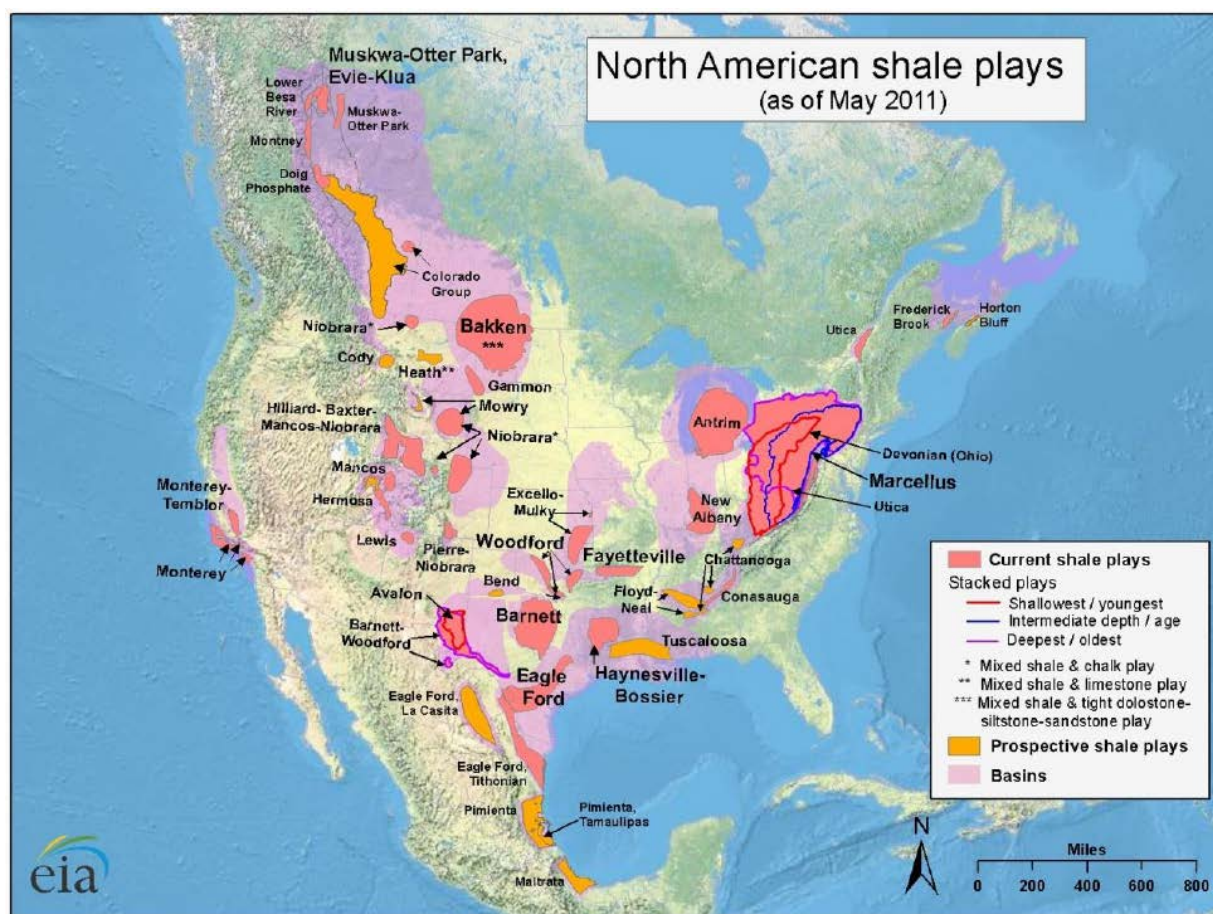 North American shale plays
(as of May 2011)
Muskwa-Otter Park,
Evie-Klua
Lower
Besa
River
Muskwa-
Otter Park
Montney
Doig
Phosphate
Colorado
Group
Niobrara*
Bakken
***
Cody
Heath**
Gammon
Mowry
Hilliard- Baxter-
Mancos-Niobrara
Niobrara*
Antrim
Utica
Frederick
Brook
Horton
Bluff
Devonian (Ohio)
Marcellus
Utica
Mancos
Hermosa
Monterey-
Temblor
Excello-
Mulky
New
Albany
Lewis
Pierre-
Niobrara
Woodford
Fayetteville
Chattanooga
Monterey
Bend
Floyd-
Neal
Conasauga
Avalon
Barnett
Barnett-
Woodford
Tuscaloosa
Haynesville-
Bossier
Eagle
Ford
Eagle Ford,
La Casita
Eagle Ford,
Tithonian
Pimienta
Pimienta,
Tamaulipas
Maltrata
Current shale plays
Stacked plays
Shallowest / youngest
Intermediate depth / age
Deepest / oldest
* Mixed shale & chalk play
** Mixed shale & limestone play
*** Mixed shale & tight dolostone-
siltstone-sandstone play
Prospective shale plays
Basins
N
Miles
0 200 400 600 800
eia